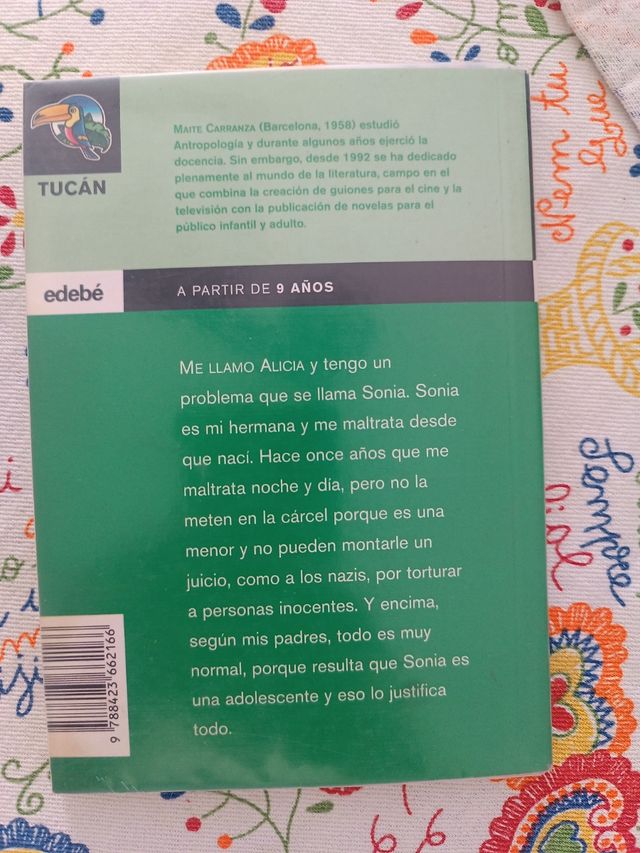 TUCÁN
MAITE CARRANZA (Barcelona, 1958) estudió
Antropología y durante algunos años ejerció la
docencia. Sin embargo, desde 1992 se ha dedicado
plenamente al mundo de la literatura, campo en el
que combina la creación de guiones para el cine y la
televisión con la publicación de novelas para el
público infantil y adulto.
edebé
A PARTIR DE 9 AÑOS
ME LLAMO ALICIA y tengo un
problema que se llama Sonia. Sonia
es mi hermana y me maltrata desde
que nací. Hace once años que me
maltrata noche y día, pero no la
meten en la cárcel porque es una
menor y no pueden montarle un
juicio, como a los nazis, por torturar
a personas inocentes. Y encima,
según mis padres, todo es muy
normal, porque resulta que Sonia es
una adolescente y eso lo justifica
todo.
9 788423 662166
Nem tu